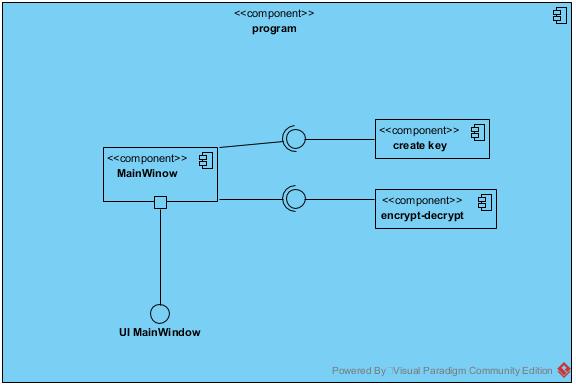 <<component>>
program
<<component>>
MainWinow
<<component>>
create key
<<component>>
encrypt-decrypt
UI MainWindow
Powered By Visual Paradigm Community Edition